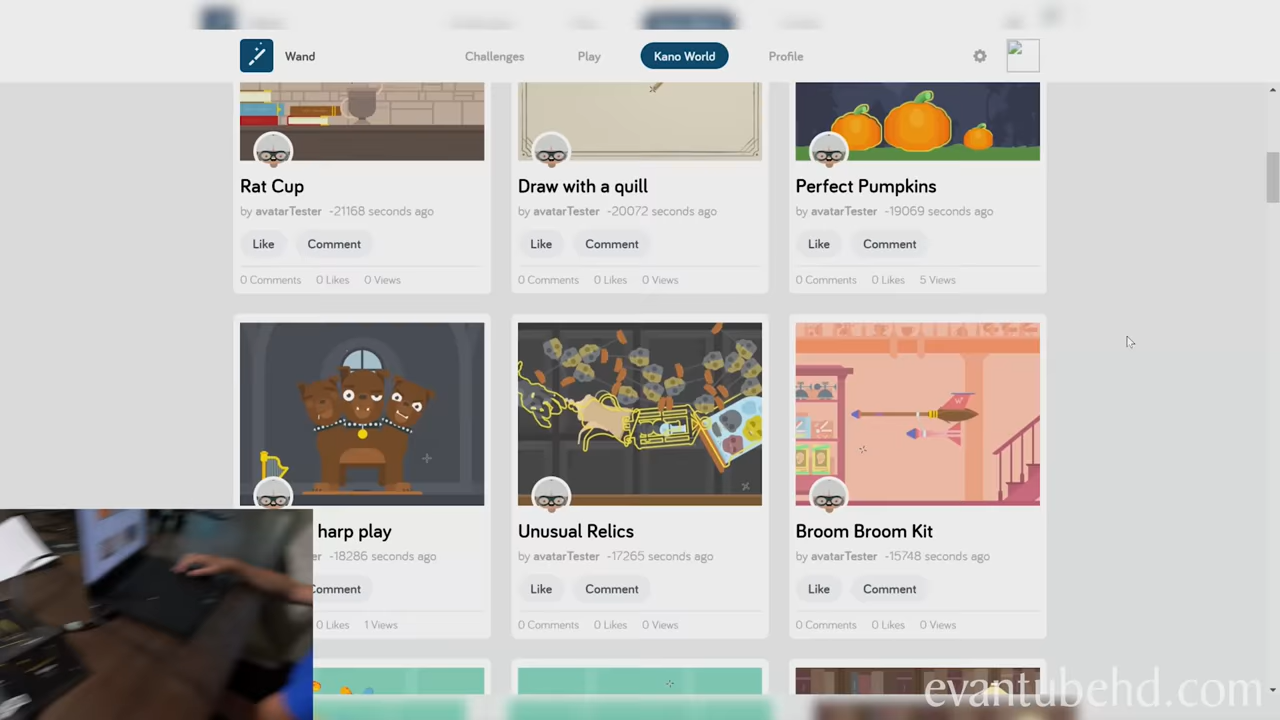 Wand
Challenges
Play
Kano World
Profile
Rat Cup
by avatarTester -21168 seconds ago
Like
Comment
0 Comments 0 Likes 0 Views
Draw with a quill
by avatarTester -20072 seconds ago
Like
Comment
0 Comments 0 Likes 0 Views
Perfect Pumpkins
by avatarTester -19069 seconds ago
Like
Comment
0 Comments 0 Likes 5 Views
harp play
-18286 seconds ago
Comment
0 Likes 1 Views
Unusual Relics
by avatarTester -17265 seconds ago
Like
Comment
0 Comments 0 Likes 0 Views
Broom Broom Kit
by avatarTester -15748 seconds ago
Like
Comment
0 Comments 0 Likes 0 Views
evantubehd.com